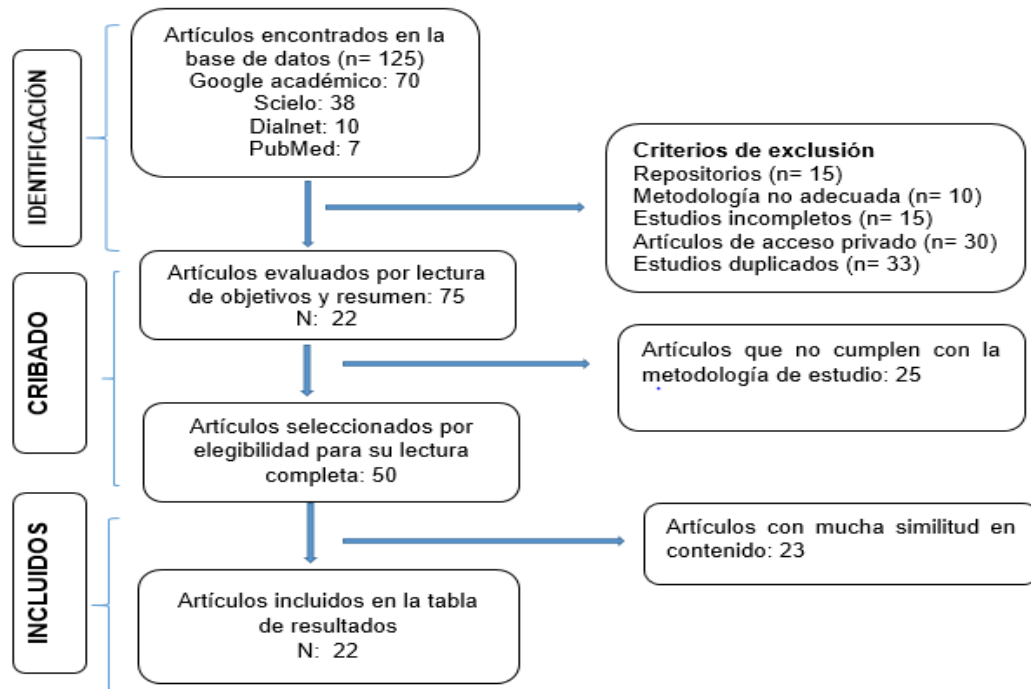 IDENTIFICACIÓN
Artículos encontrados en la
base de datos (n= 125)
Google académico: 70
Scielo: 38
Dialnet: 10
PubMed: 7
Criterios de exclusión
Repositorios (n= 15)
Metodología no adecuada (n= 10)
Estudios incompletos (n= 15)
Artículos de acceso privado (n= 30)
Estudios duplicados (n= 33)
CRIBADO
Artículos evaluados por lectura
de objetivos y resumen: 75
N: 22
Artículos que no cumplen con la
metodología de estudio: 25
Artículos seleccionados por
elegibilidad para su lectura
completa: 50
INCLUIDOS
Artículos con mucha similitud en
contenido: 23
Artículos incluidos en la tabla
de resultados
N: 22